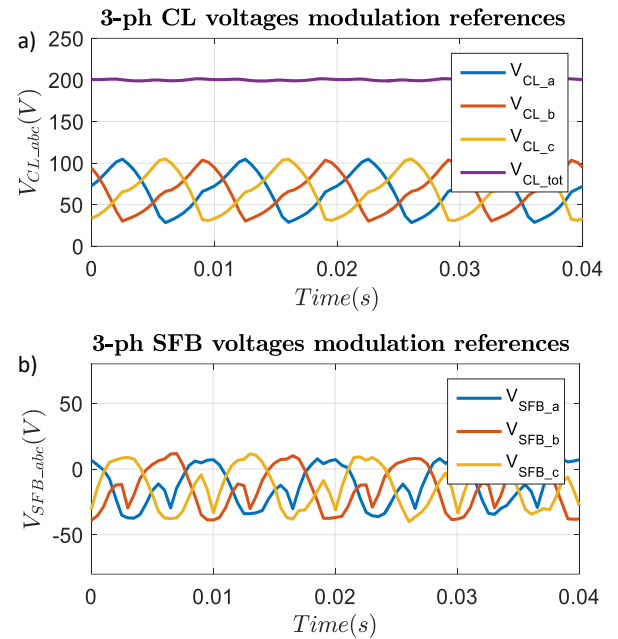 3-ph CL voltages modulation references
a)
250
200
150
100
50
0
V_CL_abc(V)
V_CL_a
V_CL_b
V_CL_c
V_CL_tot
0 0.01 0.02 0.03 0.04
Time(s)
3-ph SFB voltages modulation references
b)
50
0
-50
V_SFB_abc(V)
V_SFB_a
V_SFB_b
V_SFB_c
0 0.01 0.02 0.03 0.04
Time(s)